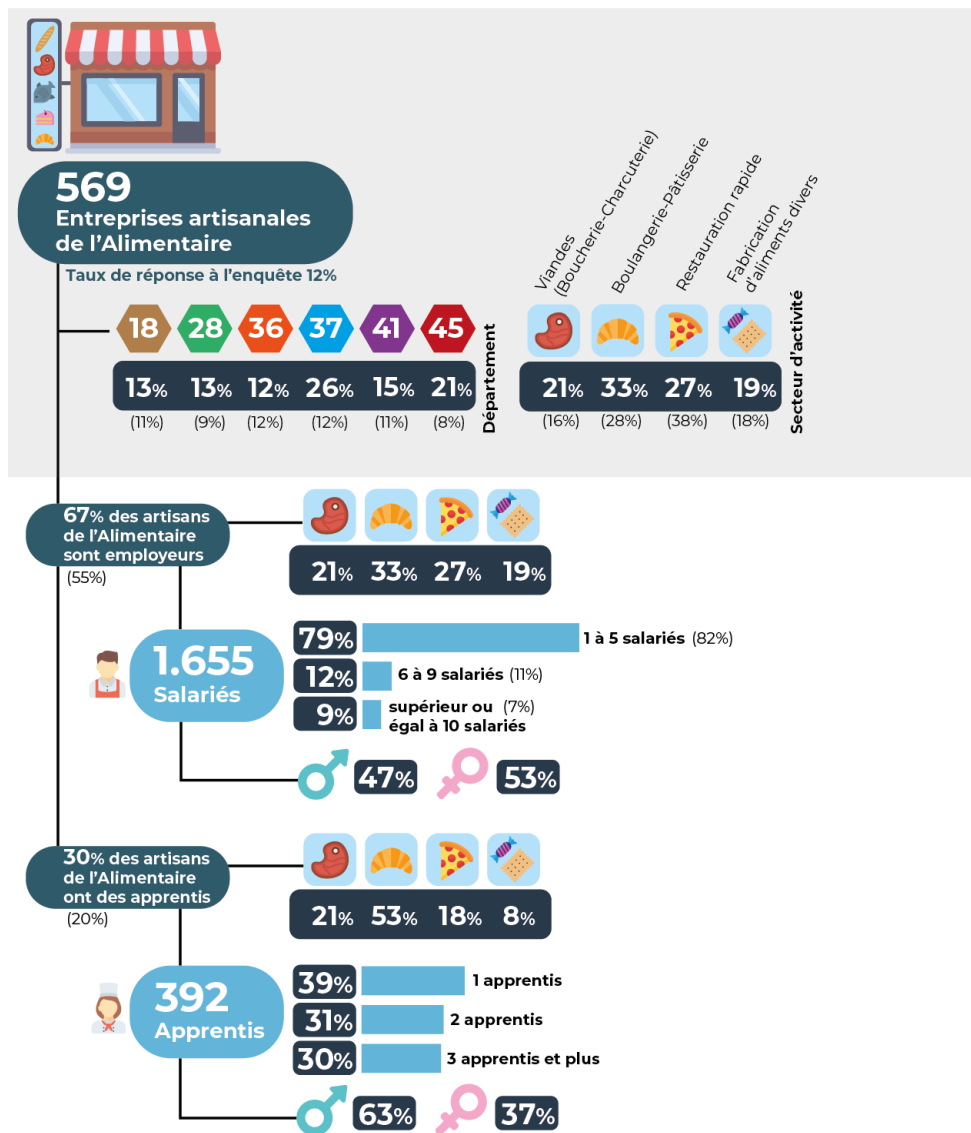 569
Entreprises artisanales
de l’Alimentaire
Taux de réponse à l’enquête 12%
18 28 36 37 41 45
13% 13% 12% 26% 15% 21%
(11%) (9%) (12%) (12%) (11%) (8%)
Département
Viandes
(Boucherie-Charcuterie)
Boulangerie-Pâtisserie
Restauration rapide
Fabrication
d’aliments divers
21% 33% 27% 19%
(16%) (28%) (38%) (18%)
Secteur d’activité
67% des artisans
de l’Alimentaire
sont employeurs
(55%)
21% 33% 27% 19%
1.655
Salariés
79% 1 à 5 salariés (82%)
12% 6 à 9 salariés (11%)
9% supérieur ou (7%)
égal à 10 salariés
47% 53%
30% des artisans
de l’Alimentaire
ont des apprentis
(20%)
21% 53% 18% 8%
392
Apprentis
39% 1 apprentis
31% 2 apprentis
30% 3 apprentis et plus
63% 37%